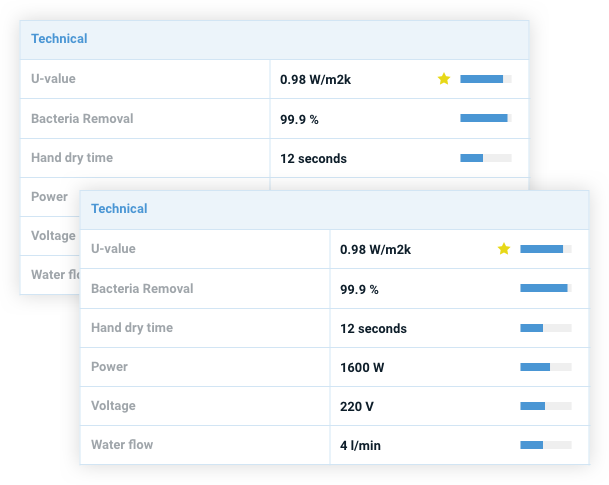 Technical
U-value 0.98 W/m2k
Bacteria Removal 99.9 %
Hand dry time 12 seconds
Power
Voltage
Water
Technical
U-value 0.98 W/m2k
Bacteria Removal 99.9 %
Hand dry time 12 seconds
Power 1600 W
Voltage 220 V
Water flow 4 l/min